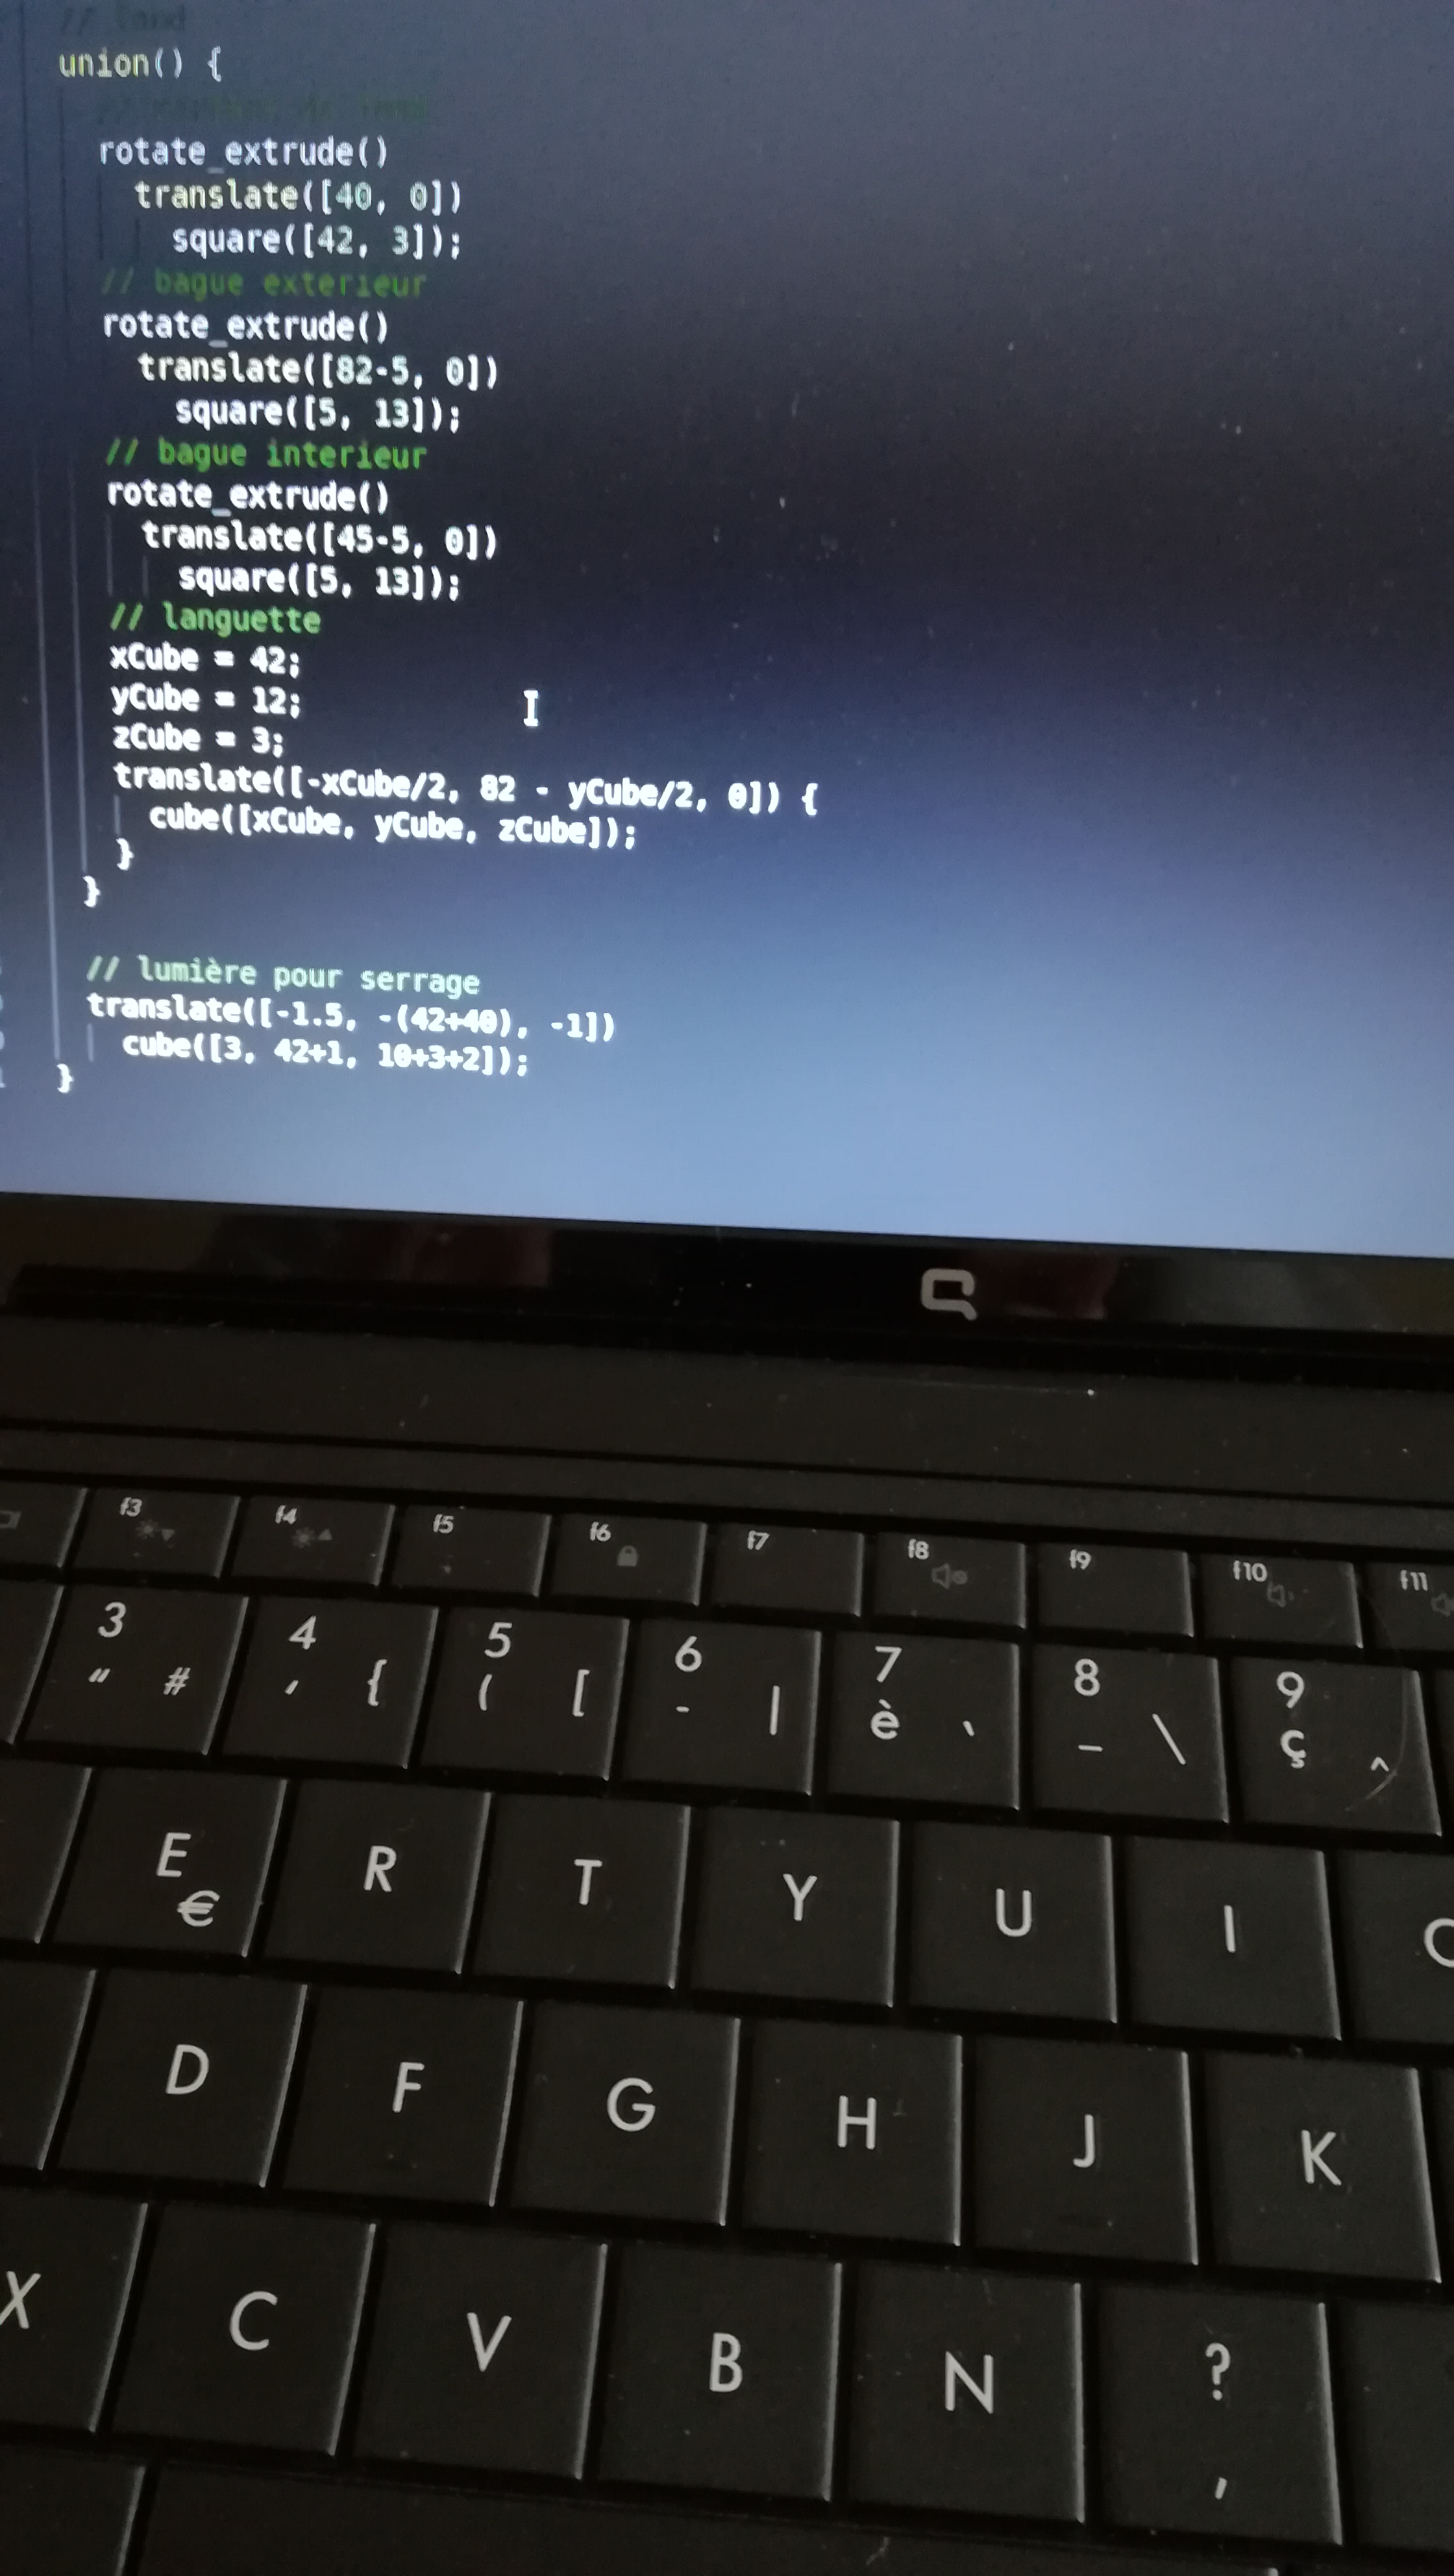 // fond
union() {
rotate_extrude()
translate([40, 0])
square([42, 3]);
// bague exterieur
rotate_extrude()
translate([82-5, 0])
square([5, 13]);
// bague interieur
rotate_extrude()
translate([45-5, 0])
square([5, 13]);
// languette
xCube = 42;
yCube = 12;
zCube = 3;
translate([-xCube/2, 82 - yCube/2, 0]) {
cube([xCube, yCube, zCube]);
}
}
// lumière pour serrage
translate([-1.5, -(42+40), -1])
cube([3, 42+1, 10+3+2]);
}
f3 f4 f5 f6 f7 f8 f9 f10 f11
3 4 5 6 7 8 9
" # ' { ( [ - | è ` _ \ ç ^
E € R T Y U I O
D F G H J K
X C V B N ?
,